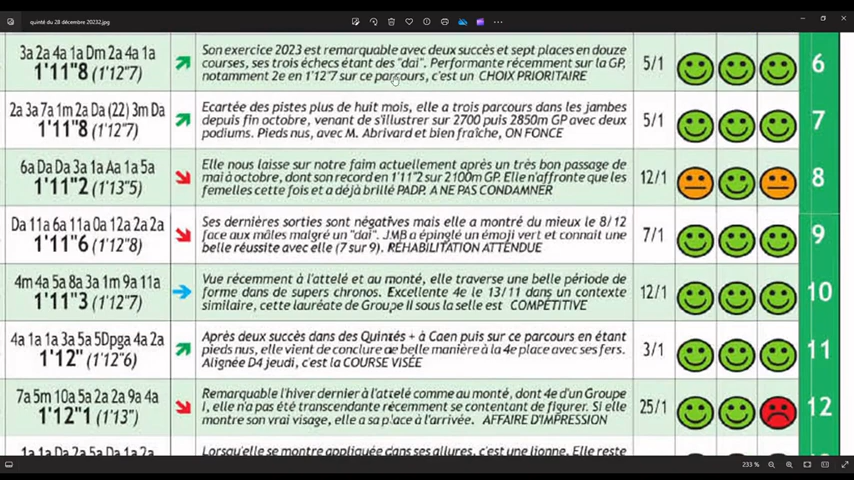 quinté du 28 décembre 20232.jpg
3a 2a 4a 1a Dm 2a 4a 1a
1'11"8 (1'12"7)
Son exercice 2023 est remarquable avec deux succès et sept places en douze
courses, ses trois échecs étant des "dai". Performante récemment sur la GP,
notamment 2e en 1'12"7 sur ce parcours, c'est un CHOIX PRIORITAIRE
5/1
6
2a 3a 7a 1m 2a Da (22) 3m Da
1'11"8 (1'12"7)
Ecartée des pistes plus de huit mois, elle a trois parcours dans les jambes
depuis fin octobre, venant de s'illustrer sur 2700 puis 2850m GP avec deux
podiums. Pieds nus, avec M. Abrivard et bien fraîche, ON FONCE
5/1
7
6a Da Da 3a 1a Aa 1a 5a
1'11"2 (1'13"5)
Elle nous laisse sur notre faim actuellement après un très bon passage de
mai à octobre, dont son record en 1'11"2 sur 2100m GP. Elle n'affronte que les
femelles cette fois et a déjà brillé PADP. A NE PAS CONDAMNER
12/1
8
Da 11a 6a 11a 0a 12a 2a 2a
1'11"6 (1'12"8)
Ses dernières sorties sont négatives mais elle a montré du mieux le 8/12
face aux mâles malgré un "dai". JMB a épinglé un émoji vert et connait une
belle réussite avec elle (7 sur 9). RÉHABILITATION ATTENDUE
7/1
9
4m 4a 5a 8a 3a 1m 9a 11a
1'11"3 (1'12"7)
Vue récemment à l'attelé et au monté, elle traverse une belle période de
forme dans de supers chronos. Excellente 4e le 13/11 dans un contexte
similaire, cette lauréate de Groupe II sous la selle est COMPÉTITIVE
12/1
10
4a 1a 1a 3a 5a 5Dpga 4a 2a
1'12" (1'12"6)
Après deux succès dans des Quintés + à Caen puis sur ce parcours en étant
pieds nus, elle vient de conclure de belle manière à la 4e place avec ses fers.
Alignée D4 jeudi, c'est la COURSE VISÉE
3/1
11
7a 5m 10a 5a 2a 2a 9a 4a
1'12"1 (1'13")
Remarquable l'hiver dernier à l'attelé comme au monté, dont 4e d'un Groupe
I, elle n'a pas été transcendante récemment se contentant de figurer. Si elle
montre son vrai visage, elle a sa place à l'arrivée. AFFAIRE D'IMPRESSION
25/1
12
1a 1a Da 2a 5a Da 1a 2a
Lorsqu'elle se montre appliquée dans ses allures, c'est une lionne. Elle reste
233 %